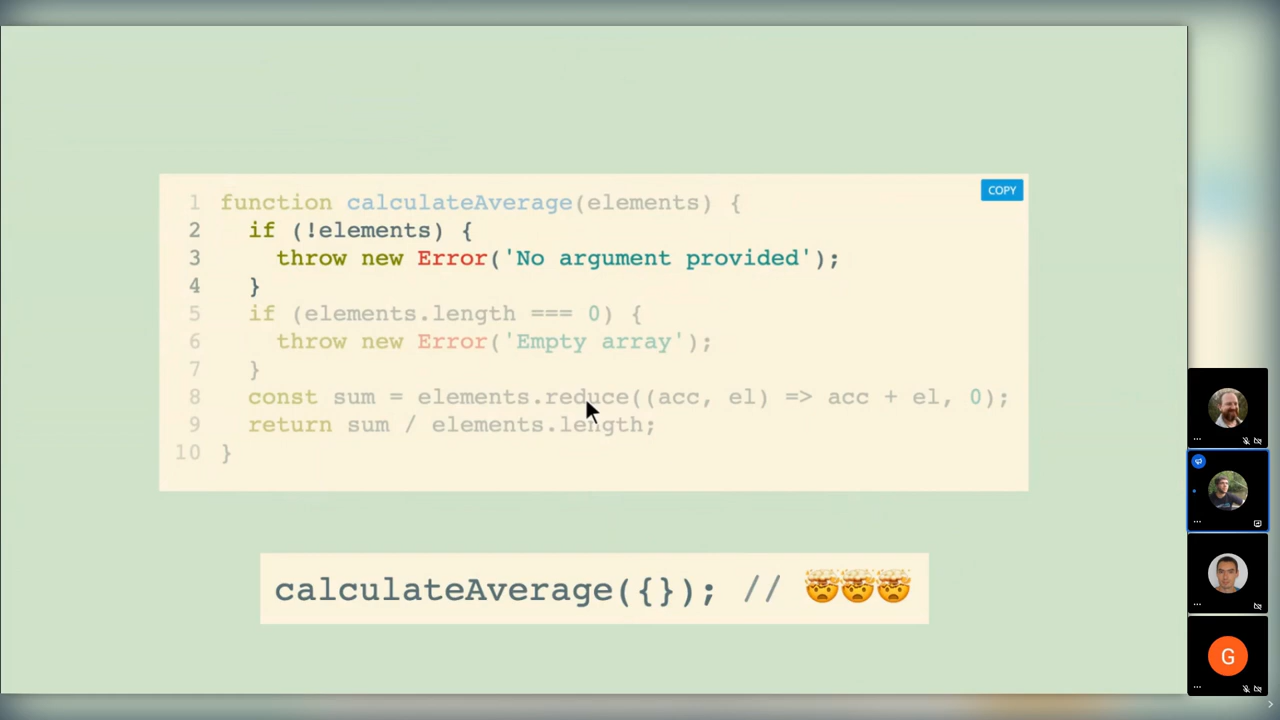 COPY
1 function calculateAverage(elements) {
2 if (!elements) {
3 throw new Error('No argument provided');
4 }
5 if (elements.length === 0) {
6 throw new Error('Empty array');
7 }
8 const sum = elements.reduce((acc, el) => acc + el, 0);
9 return sum / elements.length;
10 }
calculateAverage({}); // 🤯🤯🤯
G